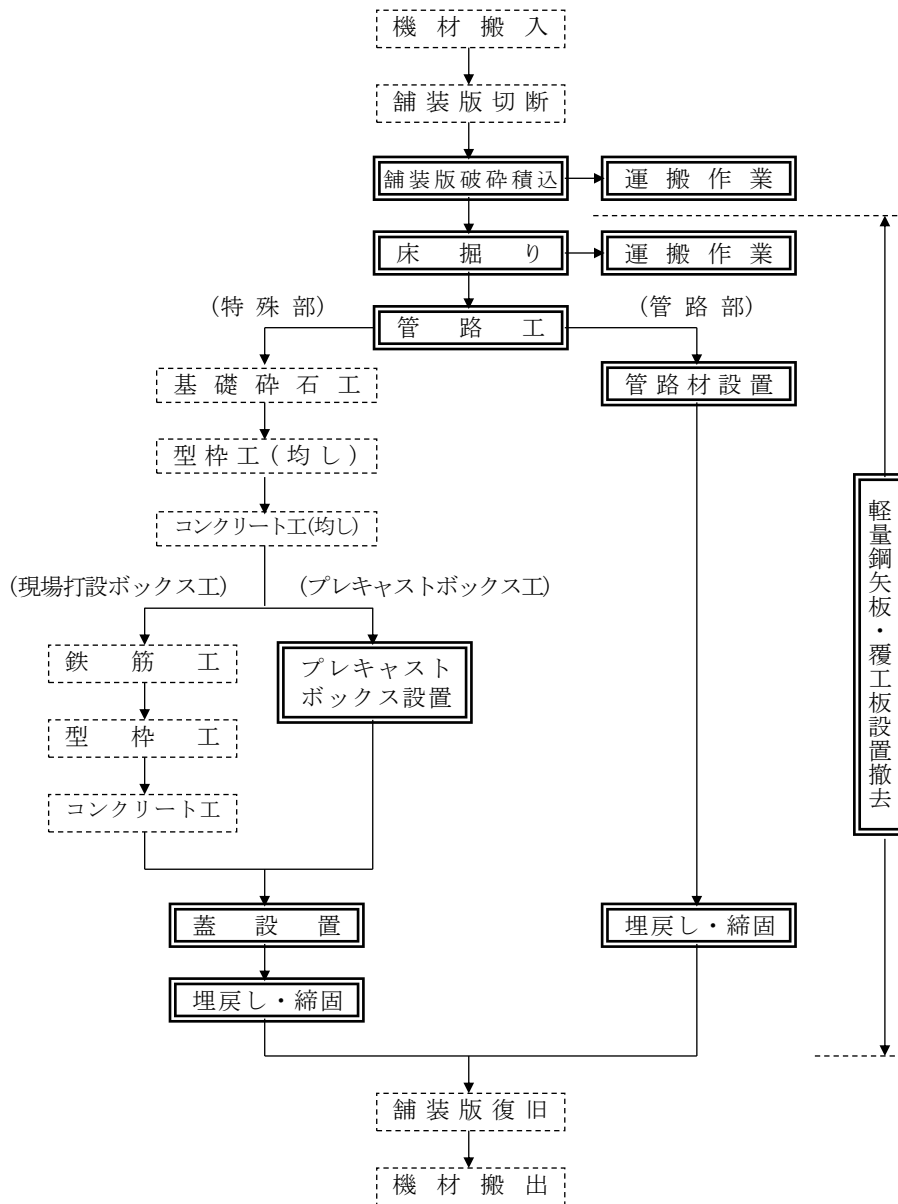 機材搬入
舗装版切断
舗装版破砕積込
運搬作業
床掘り
運搬作業
(特殊部)
(管路部)
管路工
基礎砕石工
管路材設置
型枠工(均し)
コンクリート工(均し)
(現場打設ボックス工)
(プレキャストボックス工)
鉄筋工
プレキャスト
ボックス設置
型枠工
コンクリート工
軽量鋼矢板・覆工板設置撤去
蓋設置
埋戻し・締固
埋戻し・締固
舗装版復旧
機材搬出